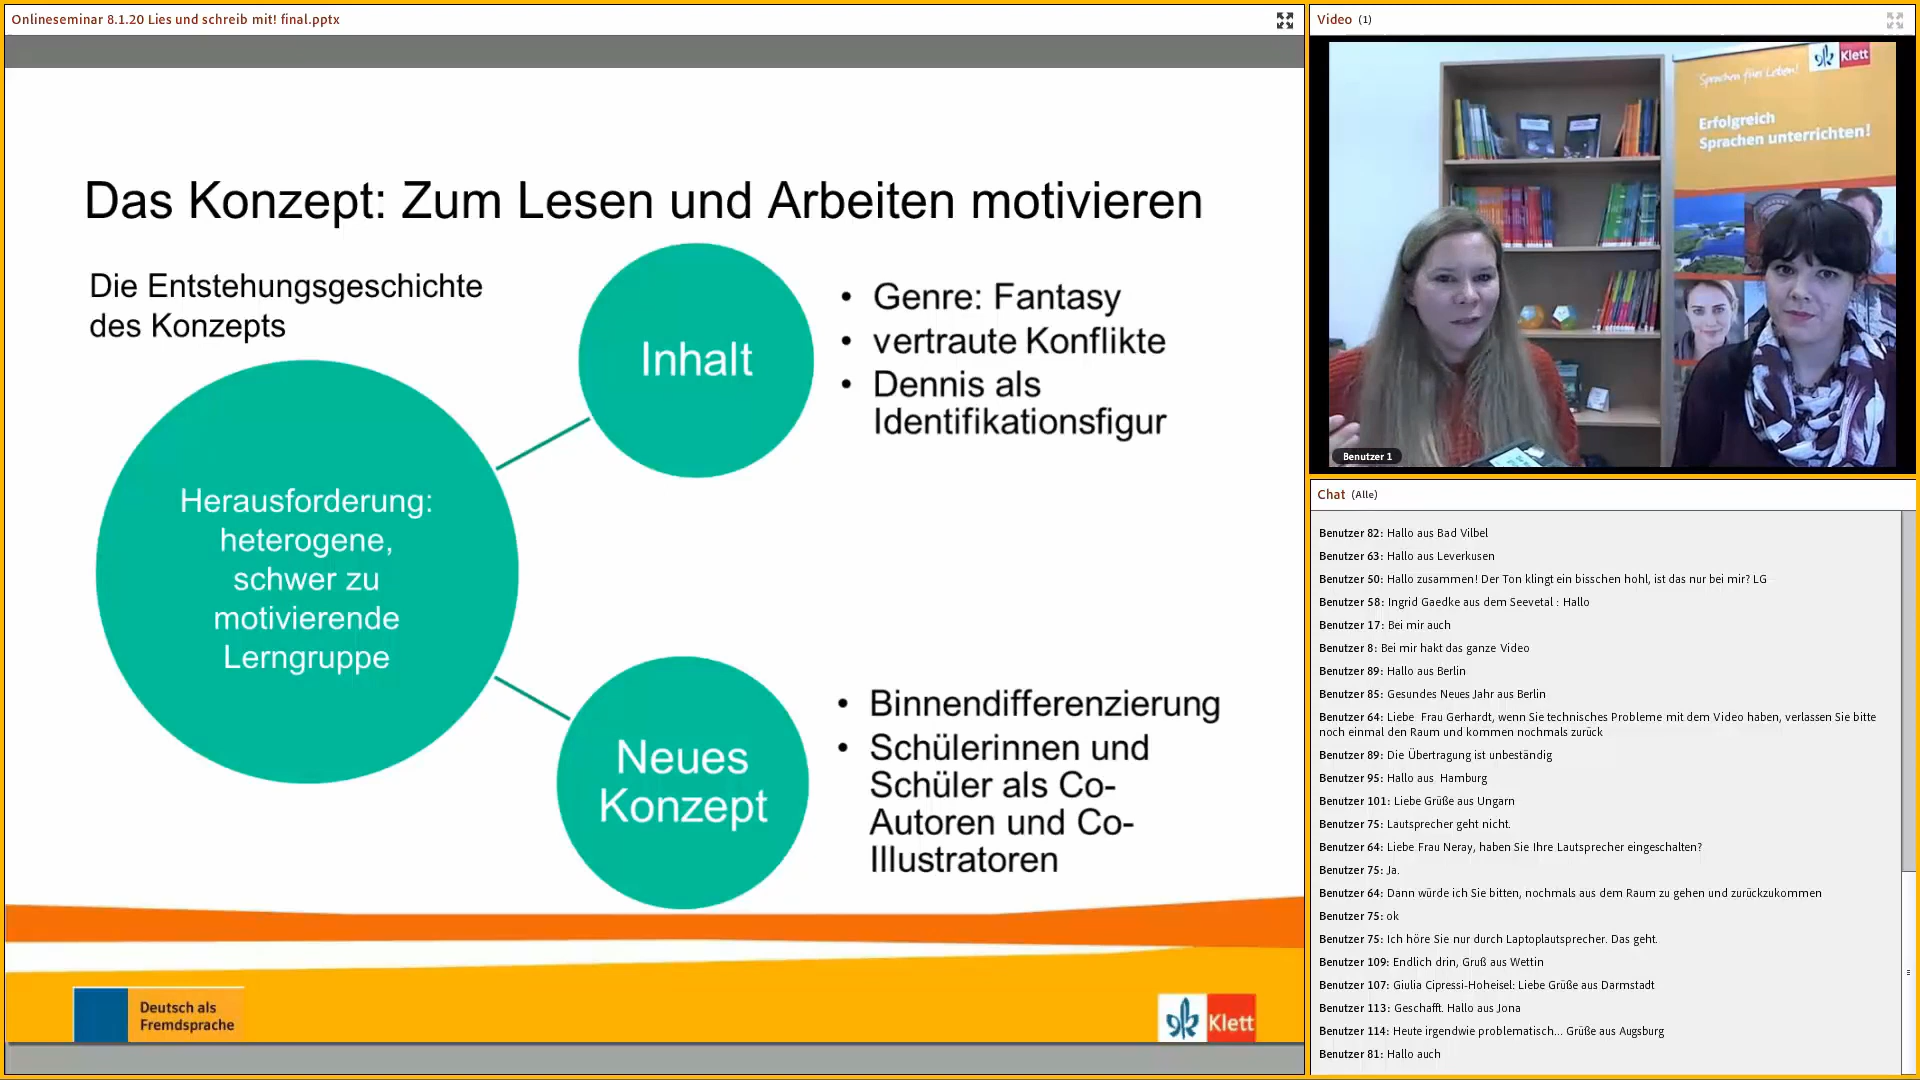 Onlineseminar 8.1.20 Lies und schreib mit! final.pptx
Das Konzept: Zum Lesen und Arbeiten motivieren
Die Entstehungsgeschichte
des Konzepts
Herausforderung:
heterogene,
schwer zu
motivierende
Lerngruppe
Inhalt
• Genre: Fantasy
• vertraute Konflikte
• Dennis als
Identifikationsfigur
Neues
Konzept
• Binnendifferenzierung
• Schülerinnen und
Schüler als Co-
Autoren und Co-
Illustratoren
Deutsch als
Fremdsprache
Klett
Video (1)
Klett
Sprachen fürs Leben!
Erfolgreich
Sprachen unterrichten!
Benutzer 1
Chat (Alle)
Benutzer 82: Hallo aus Bad Vilbel
Benutzer 63: Hallo aus Leverkusen
Benutzer 50: Hallo zusammen! Der Ton klingt ein bisschen hohl, ist das nur bei mir? LG
Benutzer 58: Ingrid Gaedke aus dem Seevetal : Hallo
Benutzer 17: Bei mir auch
Benutzer 8: Bei mir hakt das ganze Video
Benutzer 89: Hallo aus Berlin
Benutzer 85: Gesundes Neues Jahr aus Berlin
Benutzer 64: Liebe Frau Gerhardt, wenn Sie technisches Probleme mit dem Video haben, verlassen Sie bitte
noch einmal den Raum und kommen nochmals zurück
Benutzer 89: Die Übertragung ist unbeständig
Benutzer 95: Hallo aus Hamburg
Benutzer 101: Liebe Grüße aus Ungarn
Benutzer 75: Lautsprecher geht nicht.
Benutzer 64: Liebe Frau Neray, haben Sie Ihre Lautsprecher eingeschalten?
Benutzer 75: Ja.
Benutzer 64: Dann würde ich Sie bitten, nochmals aus dem Raum zu gehen und zurückzukommen
Benutzer 75: ok
Benutzer 75: Ich höre Sie nur durch Laptoplautsprecher. Das geht.
Benutzer 109: Endlich drin, Gruß aus Wettin
Benutzer 107: Giulia Cipressi-Hoheisel: Liebe Grüße aus Darmstadt
Benutzer 113: Geschafft. Hallo aus Jona
Benutzer 114: Heute irgendwie problematisch... Grüße aus Augsburg
Benutzer 81: Hallo auch